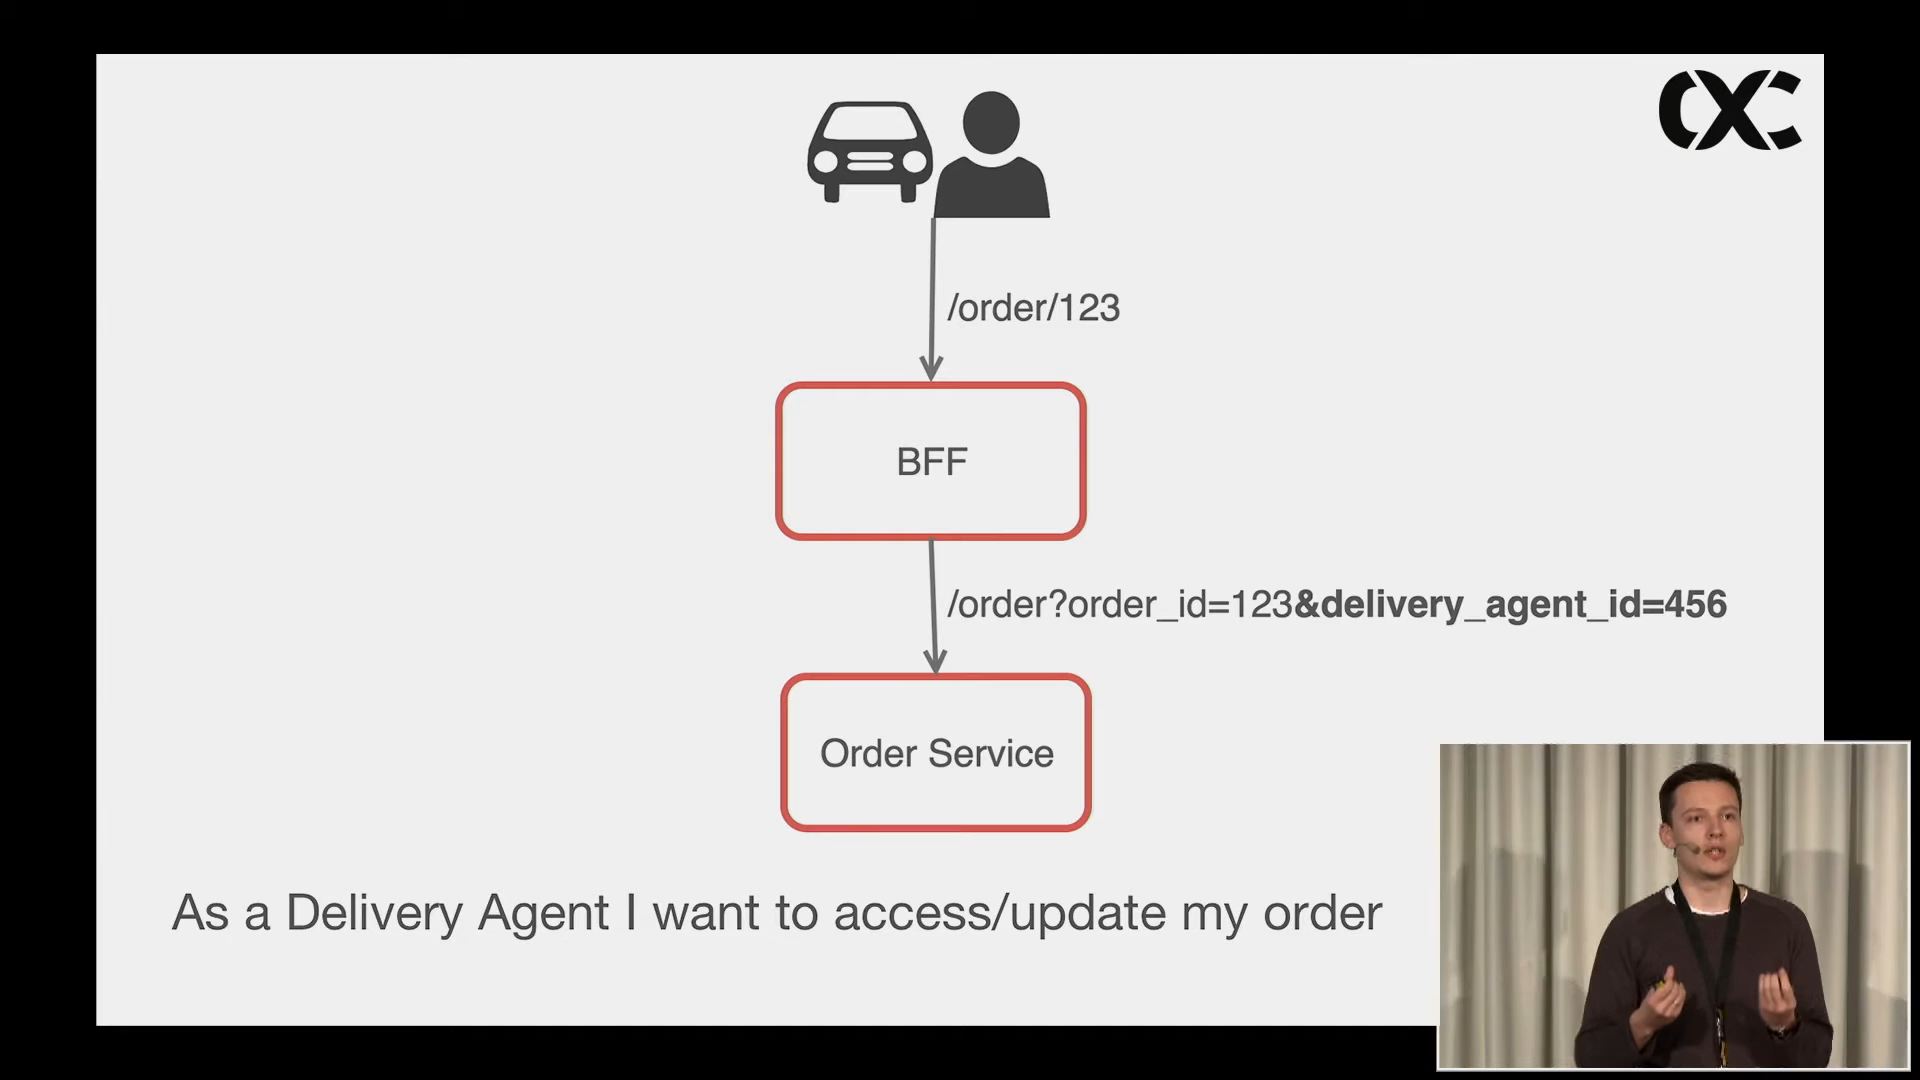 /order/123
BFF
/order?order_id=123&delivery_agent_id=456
Order Service
As a Delivery Agent I want to access/update my order